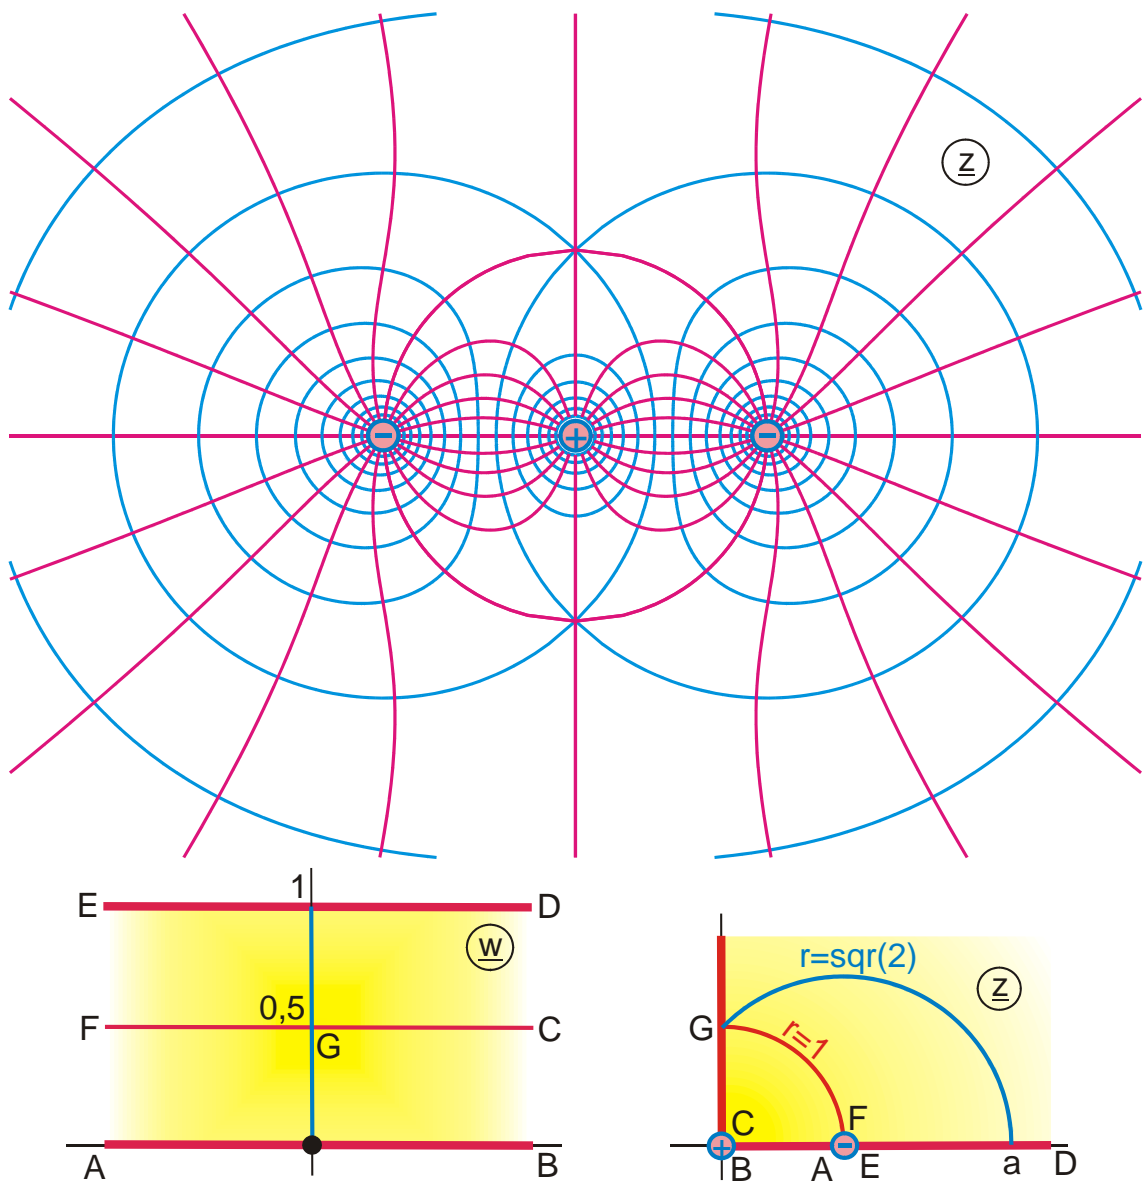 z
− + −
1
E D
w
0,5
F C
G
A B
r=sqr(2)
z
G r=1
C F
+ −
B A E a D